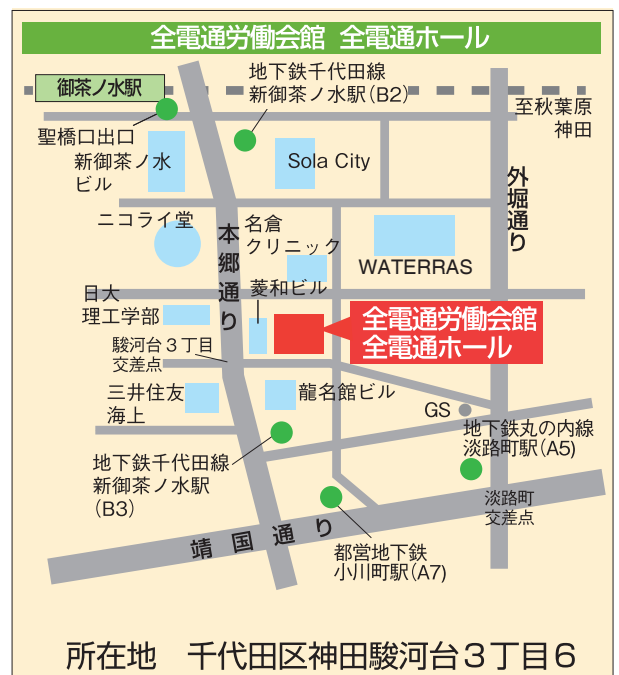 全電通労働会館 全電通ホール
御茶ノ水駅
地下鉄千代田線
新御茶ノ水駅(B2)
至秋葉原
神田
聖橋口出口
新御茶ノ水
ビル
Sola City
外堀通り
ニコライ堂
本郷通り
名倉
クリニック
WATERRAS
日大
理工学部
菱和ビル
全電通労働会館
全電通ホール
駿河台3丁目
交差点
三井住友
海上
龍名館ビル
GS
地下鉄丸の内線
淡路町駅(A5)
地下鉄千代田線
新御茶ノ水駅
(B3)
淡路町
交差点
靖国通り
都営地下鉄
小川町駅(A7)
所在地 千代田区神田駿河台3丁目6